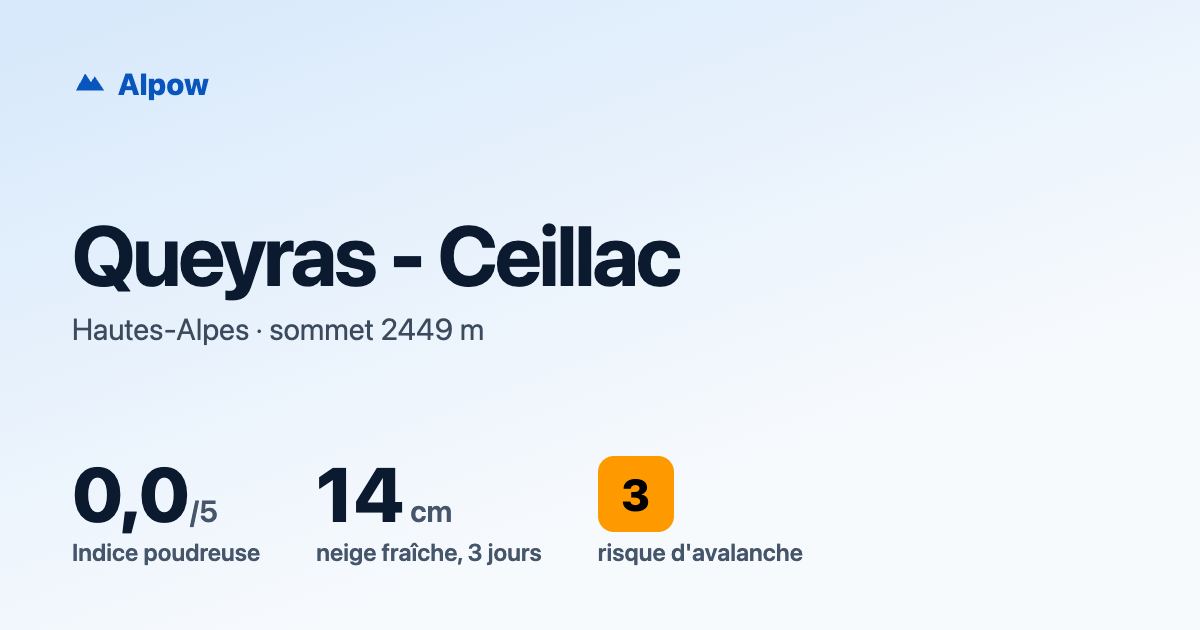 Alpow
Queyras - Ceillac
Hautes-Alpes · sommet 2449 m
0,0/5
Indice poudreuse
14 cm
neige fraîche, 3 jours
3
risque d'avalanche